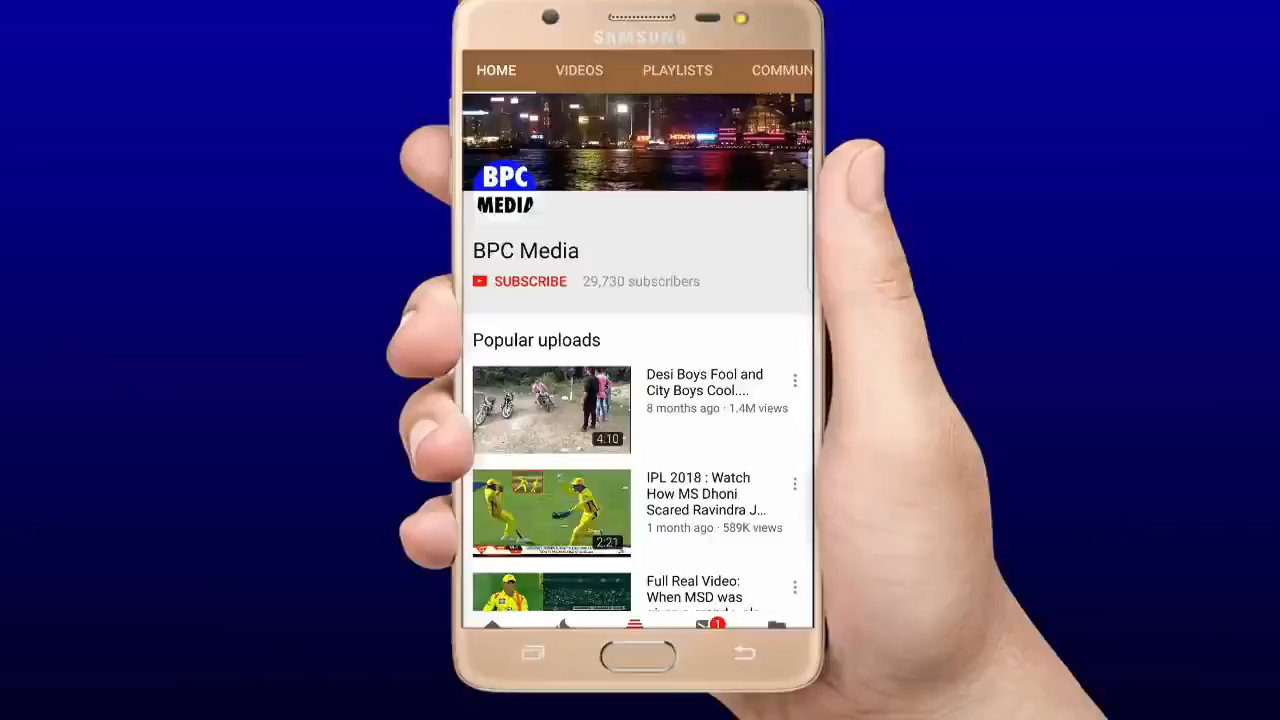 SAMSUNG
HOME VIDEOS PLAYLISTS COMMUN
HITACHI
BPC
MEDIA
BPC Media
SUBSCRIBE 29,730 subscribers
Popular uploads
Desi Boys Fool and
City Boys Cool....
8 months ago · 1.4M views
4:10
IPL 2018 : Watch
How MS Dhoni
Scared Ravindra J...
1 month ago · 589K views
2:21
Full Real Video:
When MSD was
1